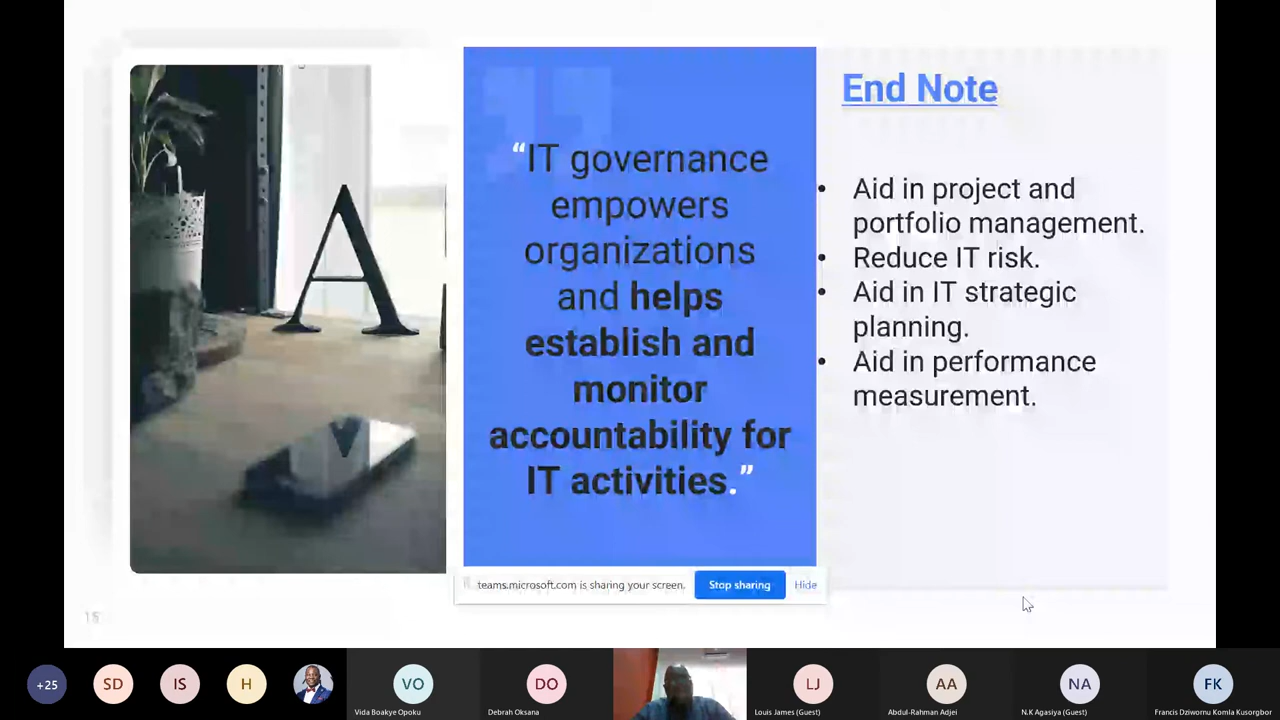 A
“IT governance
empowers
organizations
and helps
establish and
monitor
accountability for
IT activities.”
End Note
• Aid in project and
portfolio management.
• Reduce IT risk.
• Aid in IT strategic
planning.
• Aid in performance
measurement.
teams.microsoft.com is sharing your screen. Stop sharing Hide
15
+25 SD IS H VO DO LJ AA NA FK
Vida Boakye Opoku Debrah Oksana Louis James (Guest) Abdul-Rahman Adjei N.K Agasiya (Guest) Francis Dziwornu Komla Kusorgbor